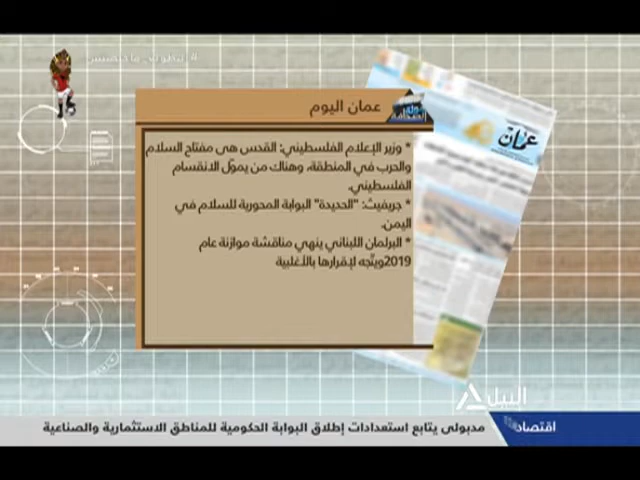 عمان اليوم
* وزير الإعلام الفلسطيني: القدس هى مفتاح السلام
والحرب في المنطقة، وهناك من يموّل الانقسام
الفلسطيني.
* جريفيث: "الحديدة" البوابة المحورية للسلام في
اليمن.
* البرلمان اللبناني ينهي مناقشة موازنة عام
2019ويتّجه لإقرارها بالأغلبية
عمان
النيل
اقتصاد
مدبولى يتابع استعدادات إطلاق البوابة الحكومية للمناطق الاستثمارية والصناعية